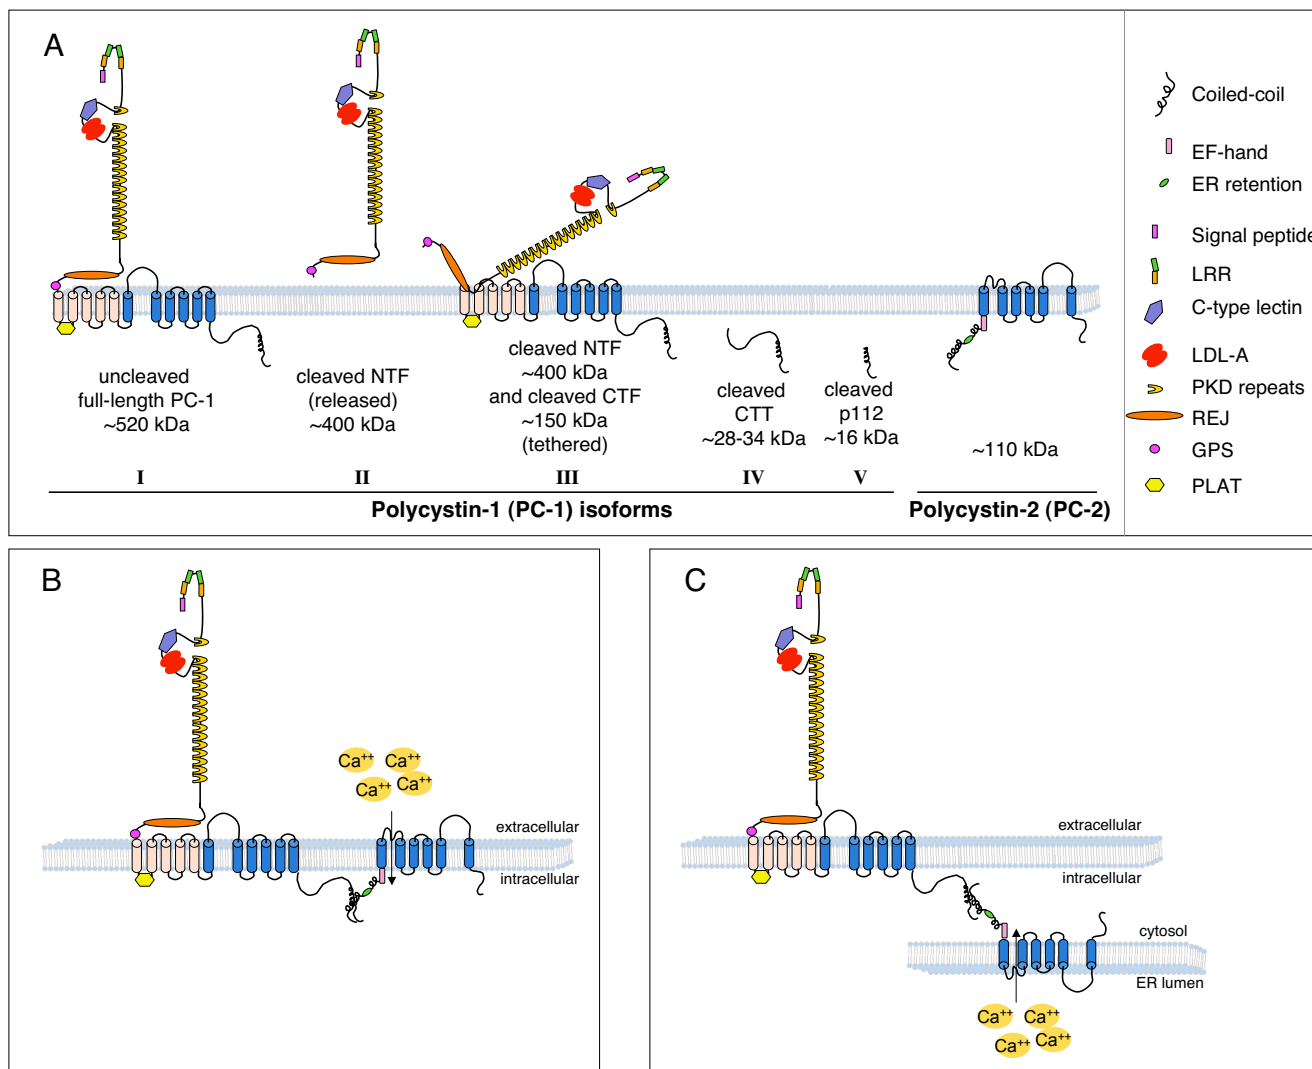 A
uncleaved
full-length PC-1
~520 kDa
cleaved NTF
(released)
~400 kDa
cleaved NTF
~400 kDa
and cleaved CTF
~150 kDa
(tethered)
cleaved
CTT
~28-34 kDa
cleaved
p112
~16 kDa
~110 kDa
I
II
III
IV
V
Polycystin-1 (PC-1) isoforms
Polycystin-2 (PC-2)
Coiled-coil
EF-hand
ER retention
Signal peptide
LRR
C-type lectin
LDL-A
PKD repeats
REJ
GPS
PLAT
B
Ca++
Ca++
Ca++
Ca++
extracellular
intracellular
C
extracellular
intracellular
cytosol
ER lumen
Ca++
Ca++
Ca++
Ca++